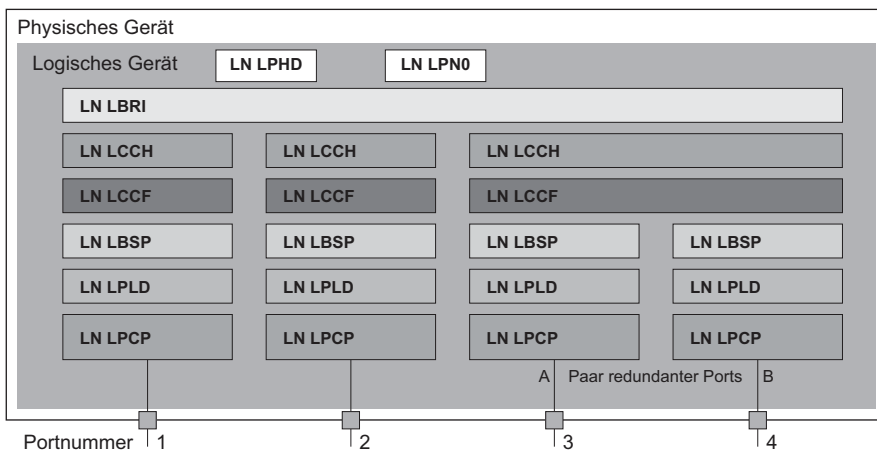 Physisches Gerät
Logisches Gerät LN LPHD LN LPN0
LN LBRI
LN LCCH LN LCCH LN LCCH
LN LCCF LN LCCF LN LCCF
LN LBSP LN LBSP LN LBSP LN LBSP
LN LPLD LN LPLD LN LPLD LN LPLD
LN LPCP LN LPCP LN LPCP LN LPCP
A Paar redundanter Ports B
Portnummer 1 2 3 4